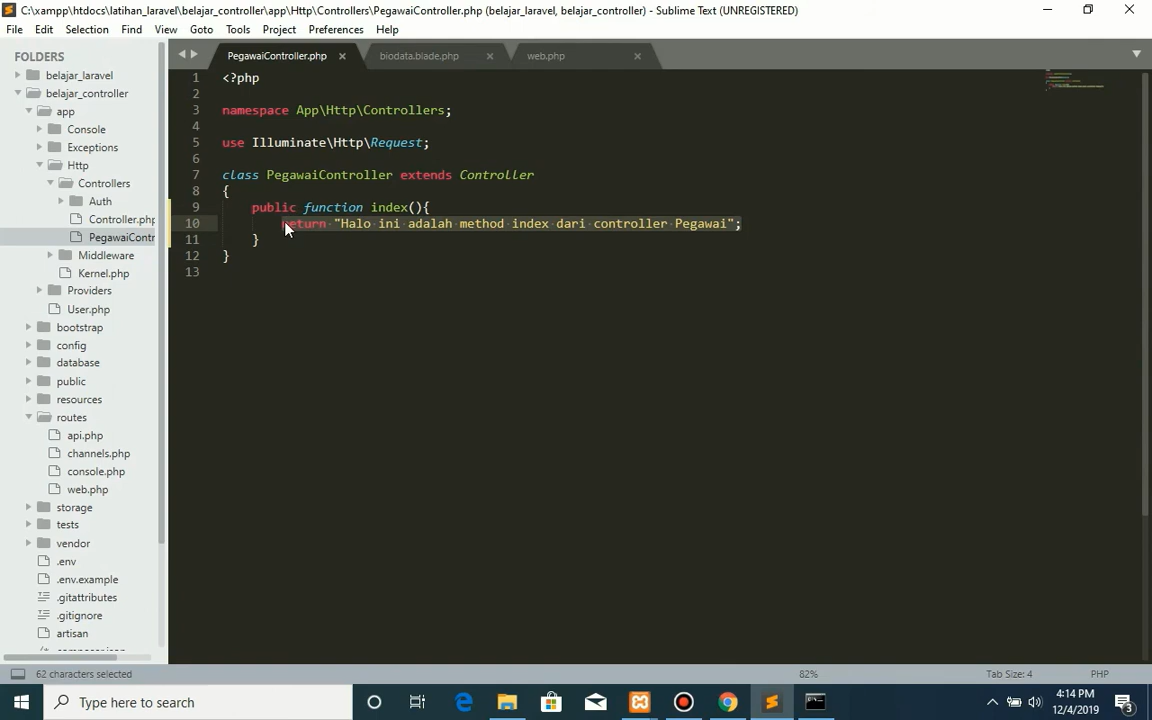 C:\xampp\htdocs\latihan_laravel\belajar_controller\app\Http\Controllers\PegawaiController.php (belajar_laravel, belajar_controller) - Sublime Text (UNREGISTERED)
File Edit Selection Find View Goto Tools Project Preferences Help
FOLDERS
belajar_laravel
belajar_controller
app
Console
Exceptions
Http
Controllers
Auth
Controller.php
PegawaiContr
Middleware
Kernel.php
Providers
User.php
bootstrap
config
database
public
resources
routes
api.php
channels.php
console.php
web.php
storage
tests
vendor
.env
.env.example
.gitattributes
.gitignore
artisan
PegawaiController.php biodata.blade.php web.php
1 <?php
2
3 namespace App\Http\Controllers;
4
5 use Illuminate\Http\Request;
6
7 class PegawaiController extends Controller
8 {
9 public function index(){
10 return "Halo ini adalah method index dari controller Pegawai";
11 }
12 }
13
62 characters selected 82% Tab Size: 4 PHP
Type here to search
4:14 PM
12/4/2019
3